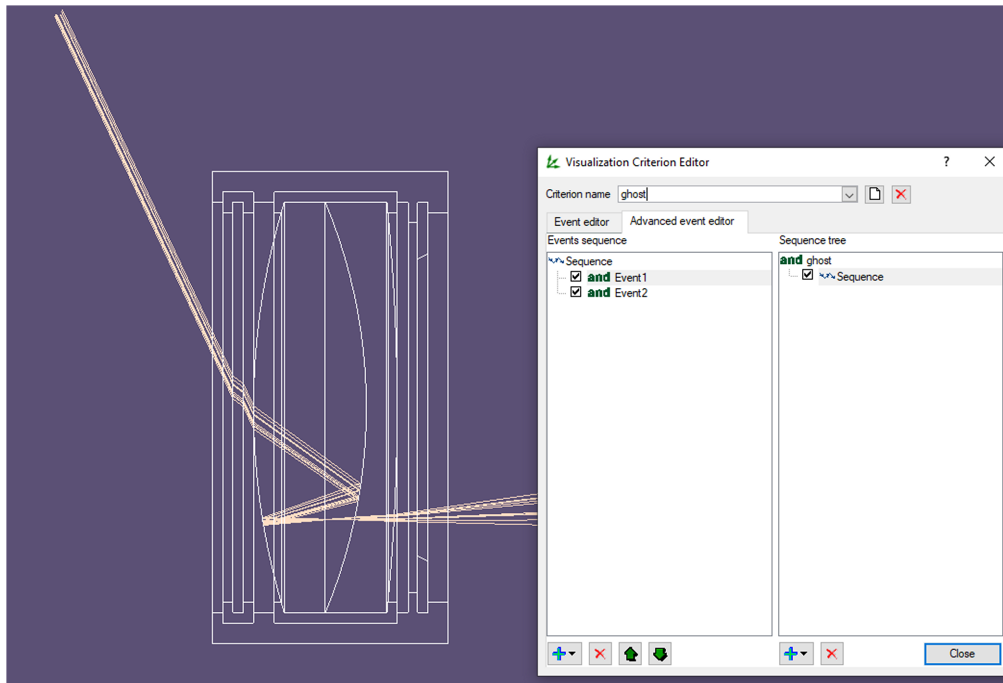 Visualization Criterion Editor ?
Criterion name ghost
Event editor Advanced event editor
Events sequence Sequence tree
Sequence and ghost
and Event1 Sequence
and Event2
Close